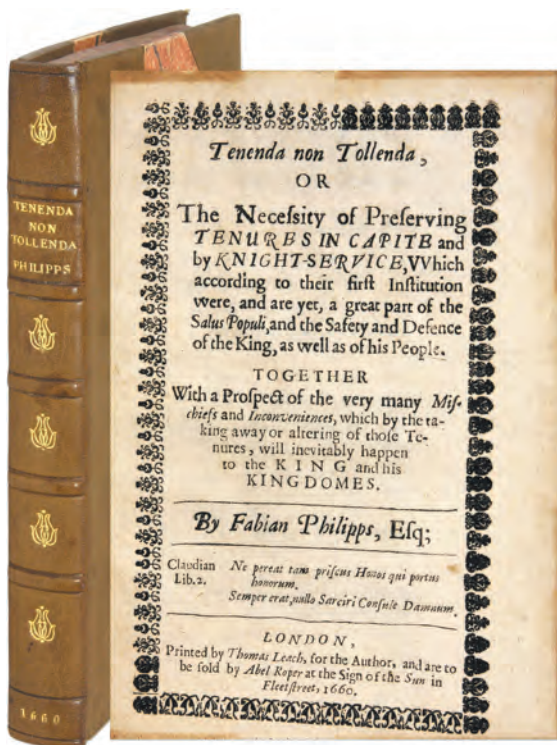 TENENDA
NON
TOLLENDA
PHILIPPS
1660
Tenenda non Tollenda,
OR
The Neceſsity of Preſerving
TENURES IN CAPITE and
by KNIGHT-SERVICE, VVhich
according to their firſt Inſtitution
were, and are yet, a great part of the
Salus Populi, and the Safety and Defence
of the King, as well as of his People.
TOGETHER
With a Proſpect of the very many Miſ-
chiefs and Inconveniences, which by the ta-
king away or altering of thoſe Te-
nures, will inevitably happen
to the KING and his
KINGDOMES.
By Fabian Philipps, Eſq;
Claudian Ne pereat tam priſcus Honos qui portus
Lib. 2. honorum.
Semper erat, nullo Sarciri Conſule Damnum.
LONDON,
Printed by Thomas Leach, for the Author, and are to
be ſold by Abel Roper at the Sign of the Sun in
Fleetſtreet, 1660.